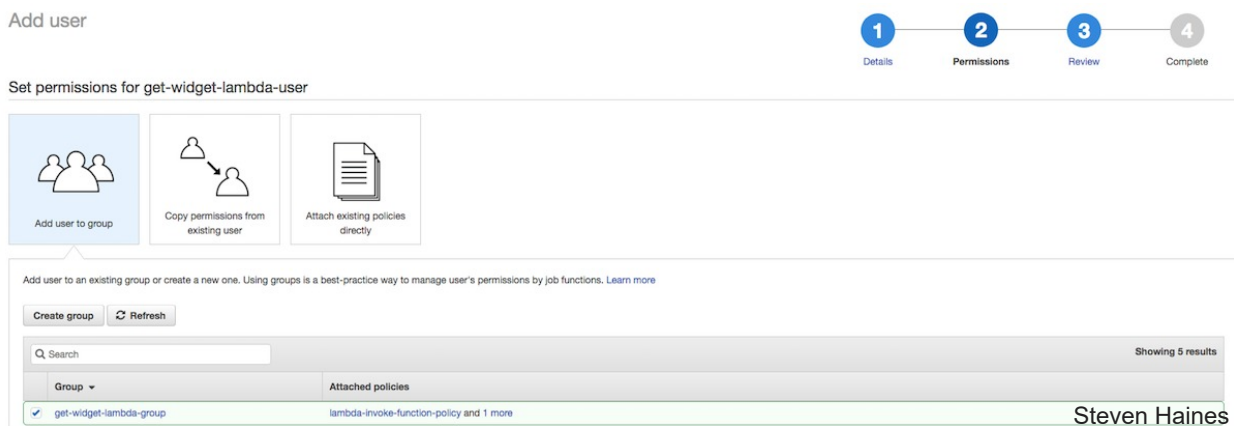 Add user
1 2 3 4
Details Permissions Review Complete
Set permissions for get-widget-lambda-user
Add user to group
Copy permissions from
existing user
Attach existing policies
directly
Add user to an existing group or create a new one. Using groups is a best-practice way to manage user's permissions by job functions. Learn more
Create group Refresh
Search Showing 5 results
Group Attached policies
get-widget-lambda-group lambda-invoke-function-policy and 1 more
Steven Haines